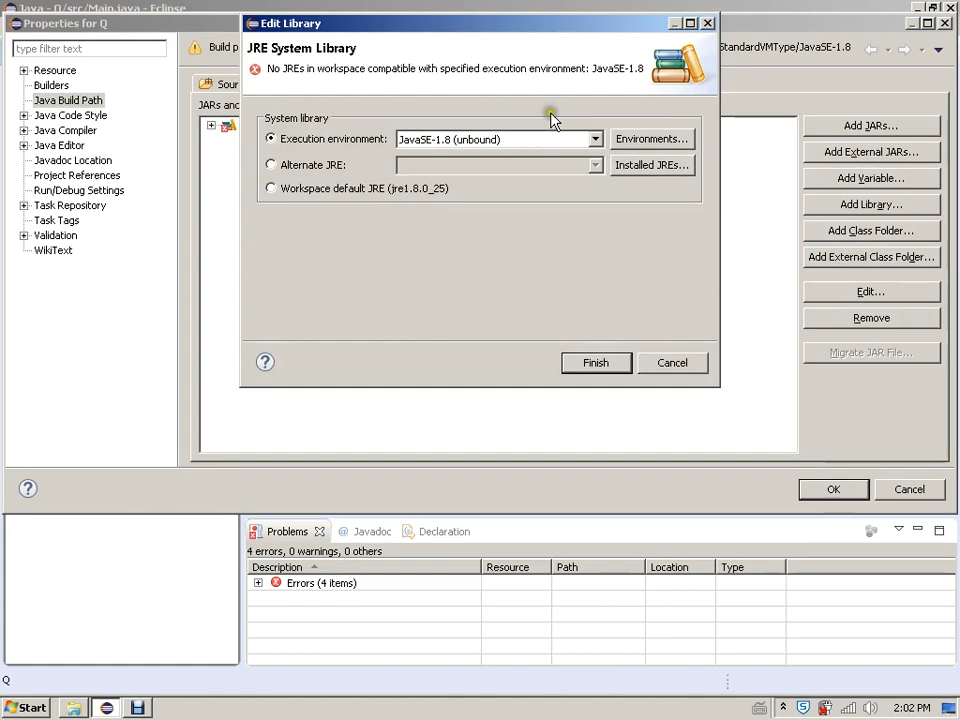 Java - Q/src/Main.java - Eclipse
Properties for Q
type filter text
Resource
Builders
Java Build Path
Java Code Style
Java Compiler
Java Editor
Javadoc Location
Project References
Run/Debug Settings
Task Repository
Task Tags
Validation
WikiText
Build p
StandardVMType/JavaSE-1.8
Sour
JARs and
Edit Library
JRE System Library
No JREs in workspace compatible with specified execution environment: JavaSE-1.8
System library
Execution environment: JavaSE-1.8 (unbound) Environments...
Alternate JRE: Installed JREs...
Workspace default JRE (jre1.8.0_25)
? Finish Cancel
Add JARs...
Add External JARs...
Add Variable...
Add Library...
Add Class Folder...
Add External Class Folder...
Edit...
Remove
Migrate JAR File...
? OK Cancel
Problems @ Javadoc Declaration
4 errors, 0 warnings, 0 others
Description Resource Path Location Type
Errors (4 items)
Q
Start 2:02 PM